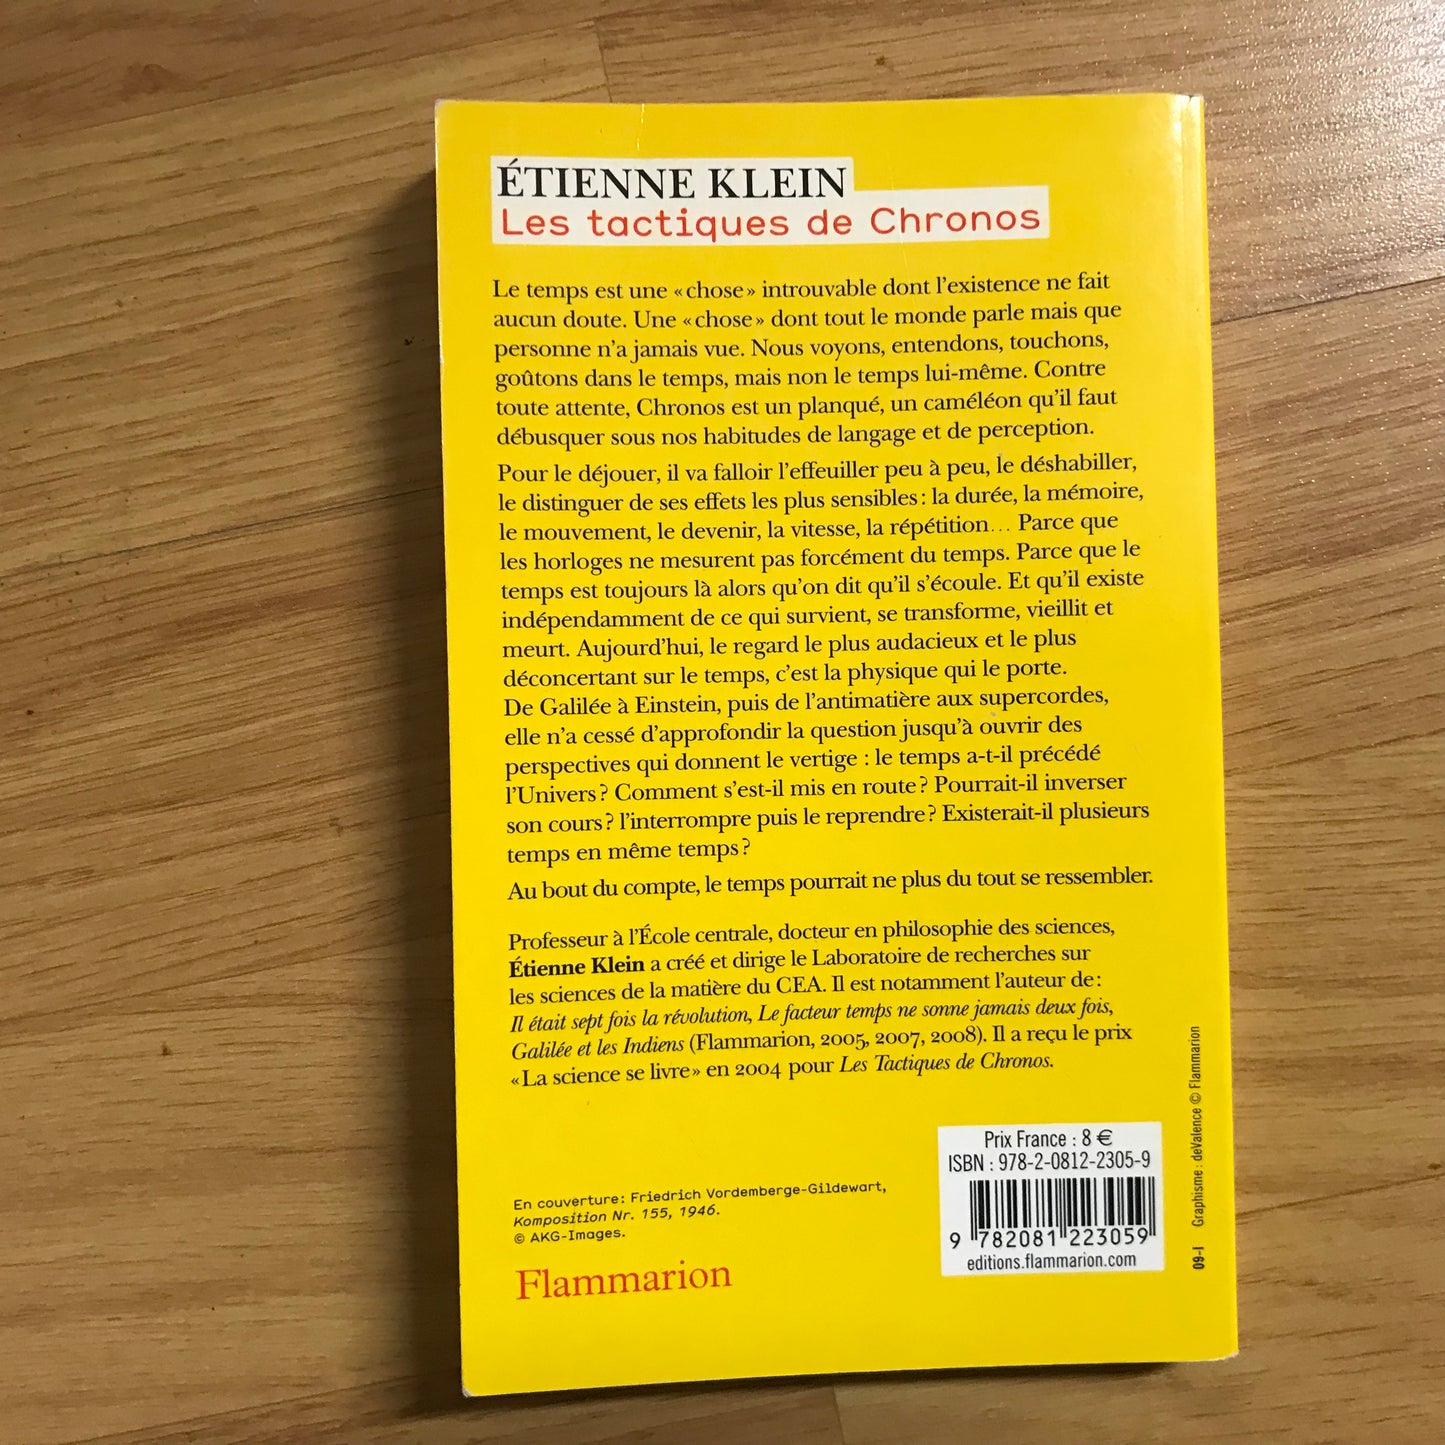 ÉTIENNE KLEIN
Les tactiques de Chronos
Le temps est une « chose » introuvable dont l'existence ne fait
aucun doute. Une « chose » dont tout le monde parle mais que
personne n'a jamais vue. Nous voyons, entendons, touchons,
goûtons dans le temps, mais non le temps lui-même. Contre
toute attente, Chronos est un planqué, un caméléon qu'il faut
débusquer sous nos habitudes de langage et de perception.
Pour le déjouer, il va falloir l'effeuiller peu à peu, le déshabiller,
le distinguer de ses effets les plus sensibles : la durée, la mémoire,
le mouvement, le devenir, la vitesse, la répétition... Parce que
les horloges ne mesurent pas forcément du temps. Parce que le
temps est toujours là alors qu'on dit qu'il s'écoule. Et qu'il existe
indépendamment de ce qui survient, se transforme, vieillit et
meurt. Aujourd'hui, le regard le plus audacieux et le plus
déconcertant sur le temps, c'est la physique qui le porte.
De Galilée à Einstein, puis de l'antimatière aux supercordes,
elle n'a cessé d'approfondir la question jusqu'à ouvrir des
perspectives qui donnent le vertige : le temps a-t-il précédé
l'Univers ? Comment s'est-il mis en route ? Pourrait-il inverser
son cours ? l'interrompre puis le reprendre ? Existerait-il plusieurs
temps en même temps ?
Au bout du compte, le temps pourrait ne plus du tout se ressembler.
Professeur à l'École centrale, docteur en philosophie des sciences,
Étienne Klein a créé et dirige le Laboratoire de recherches sur
les sciences de la matière du CEA. Il est notamment l'auteur de :
Il était sept fois la révolution, Le facteur temps ne sonne jamais deux fois,
Galilée et les Indiens (Flammarion, 2005, 2007, 2008). Il a reçu le prix
« La science se livre » en 2004 pour Les Tactiques de Chronos.
En couverture : Friedrich Vordemberge-Gildewart,
Komposition Nr. 155, 1946.
© AKG-Images.
Flammarion
Prix France : 8 €
ISBN : 978-2-0812-2305-9
9 782081 223059
editions.flammarion.com
09-I Graphisme : deValence © Flammarion